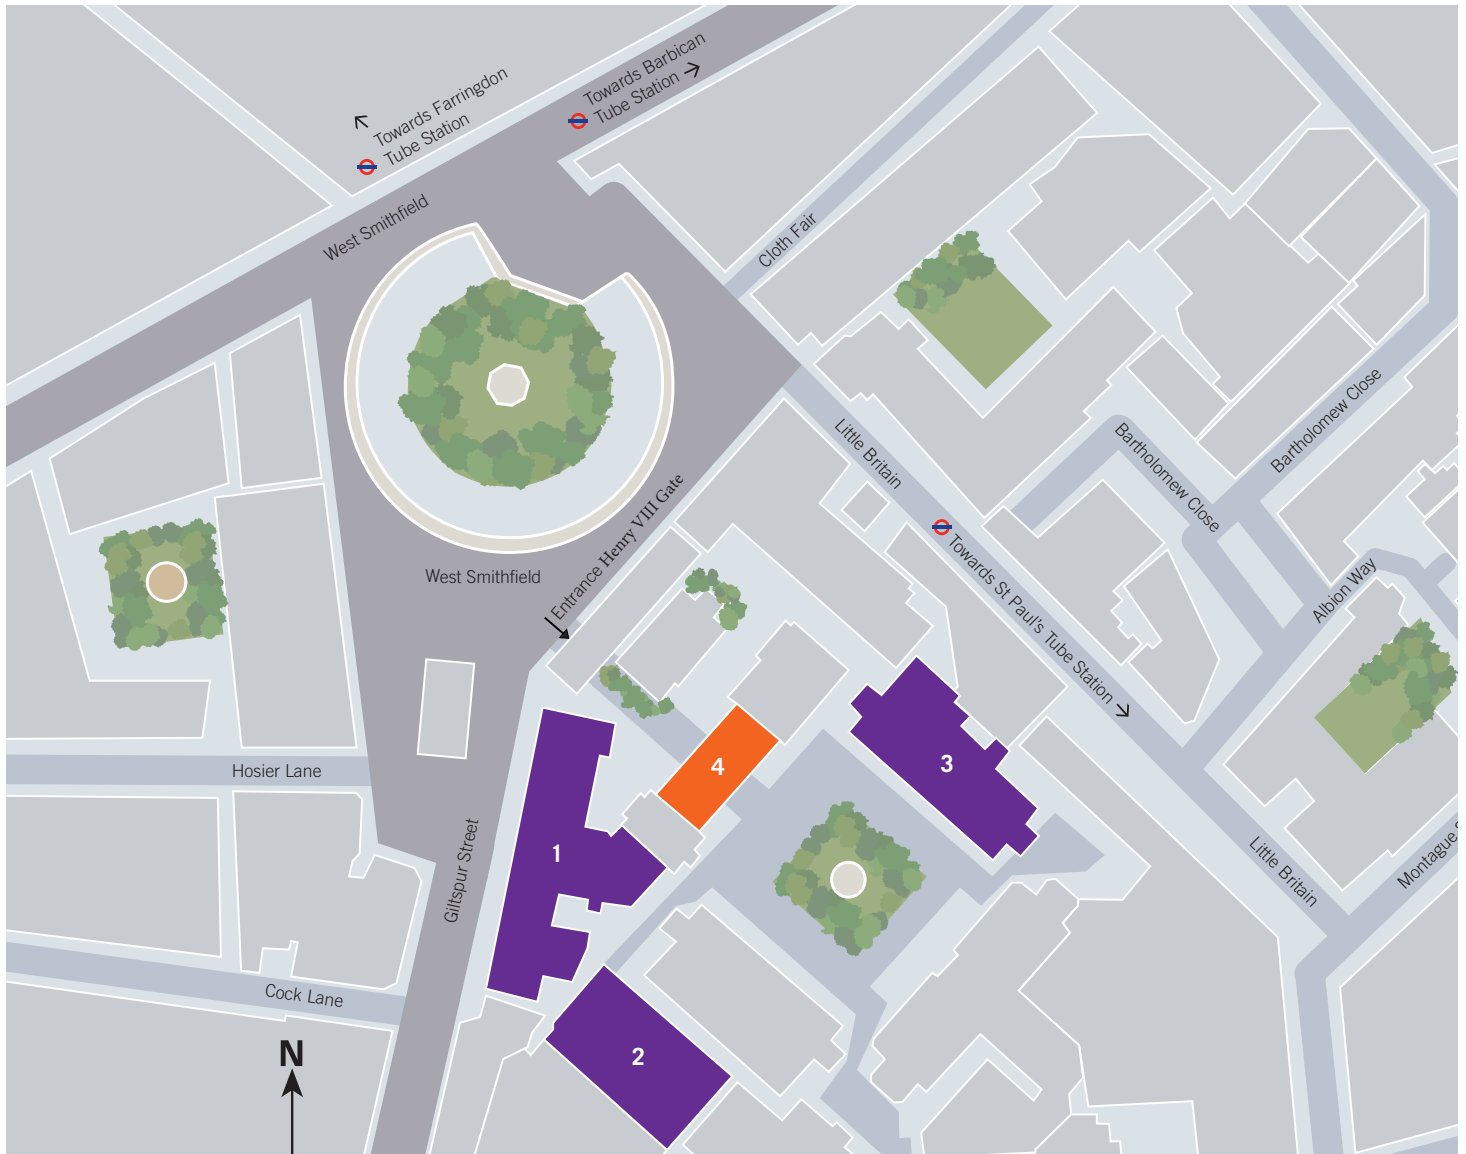 Towards Farringdon
Tube Station
Towards Barbican
Tube Station
West Smithfield
Cloth Fair
Little Britain
Bartholomew Close
Bartholomew Close
Entrance Henry VIII Gate
West Smithfield
Towards St Paul's Tube Station
Albion Way
Hosier Lane
4
3
1
Giltspur Street
Little Britain
Montague
Cock Lane
N
2